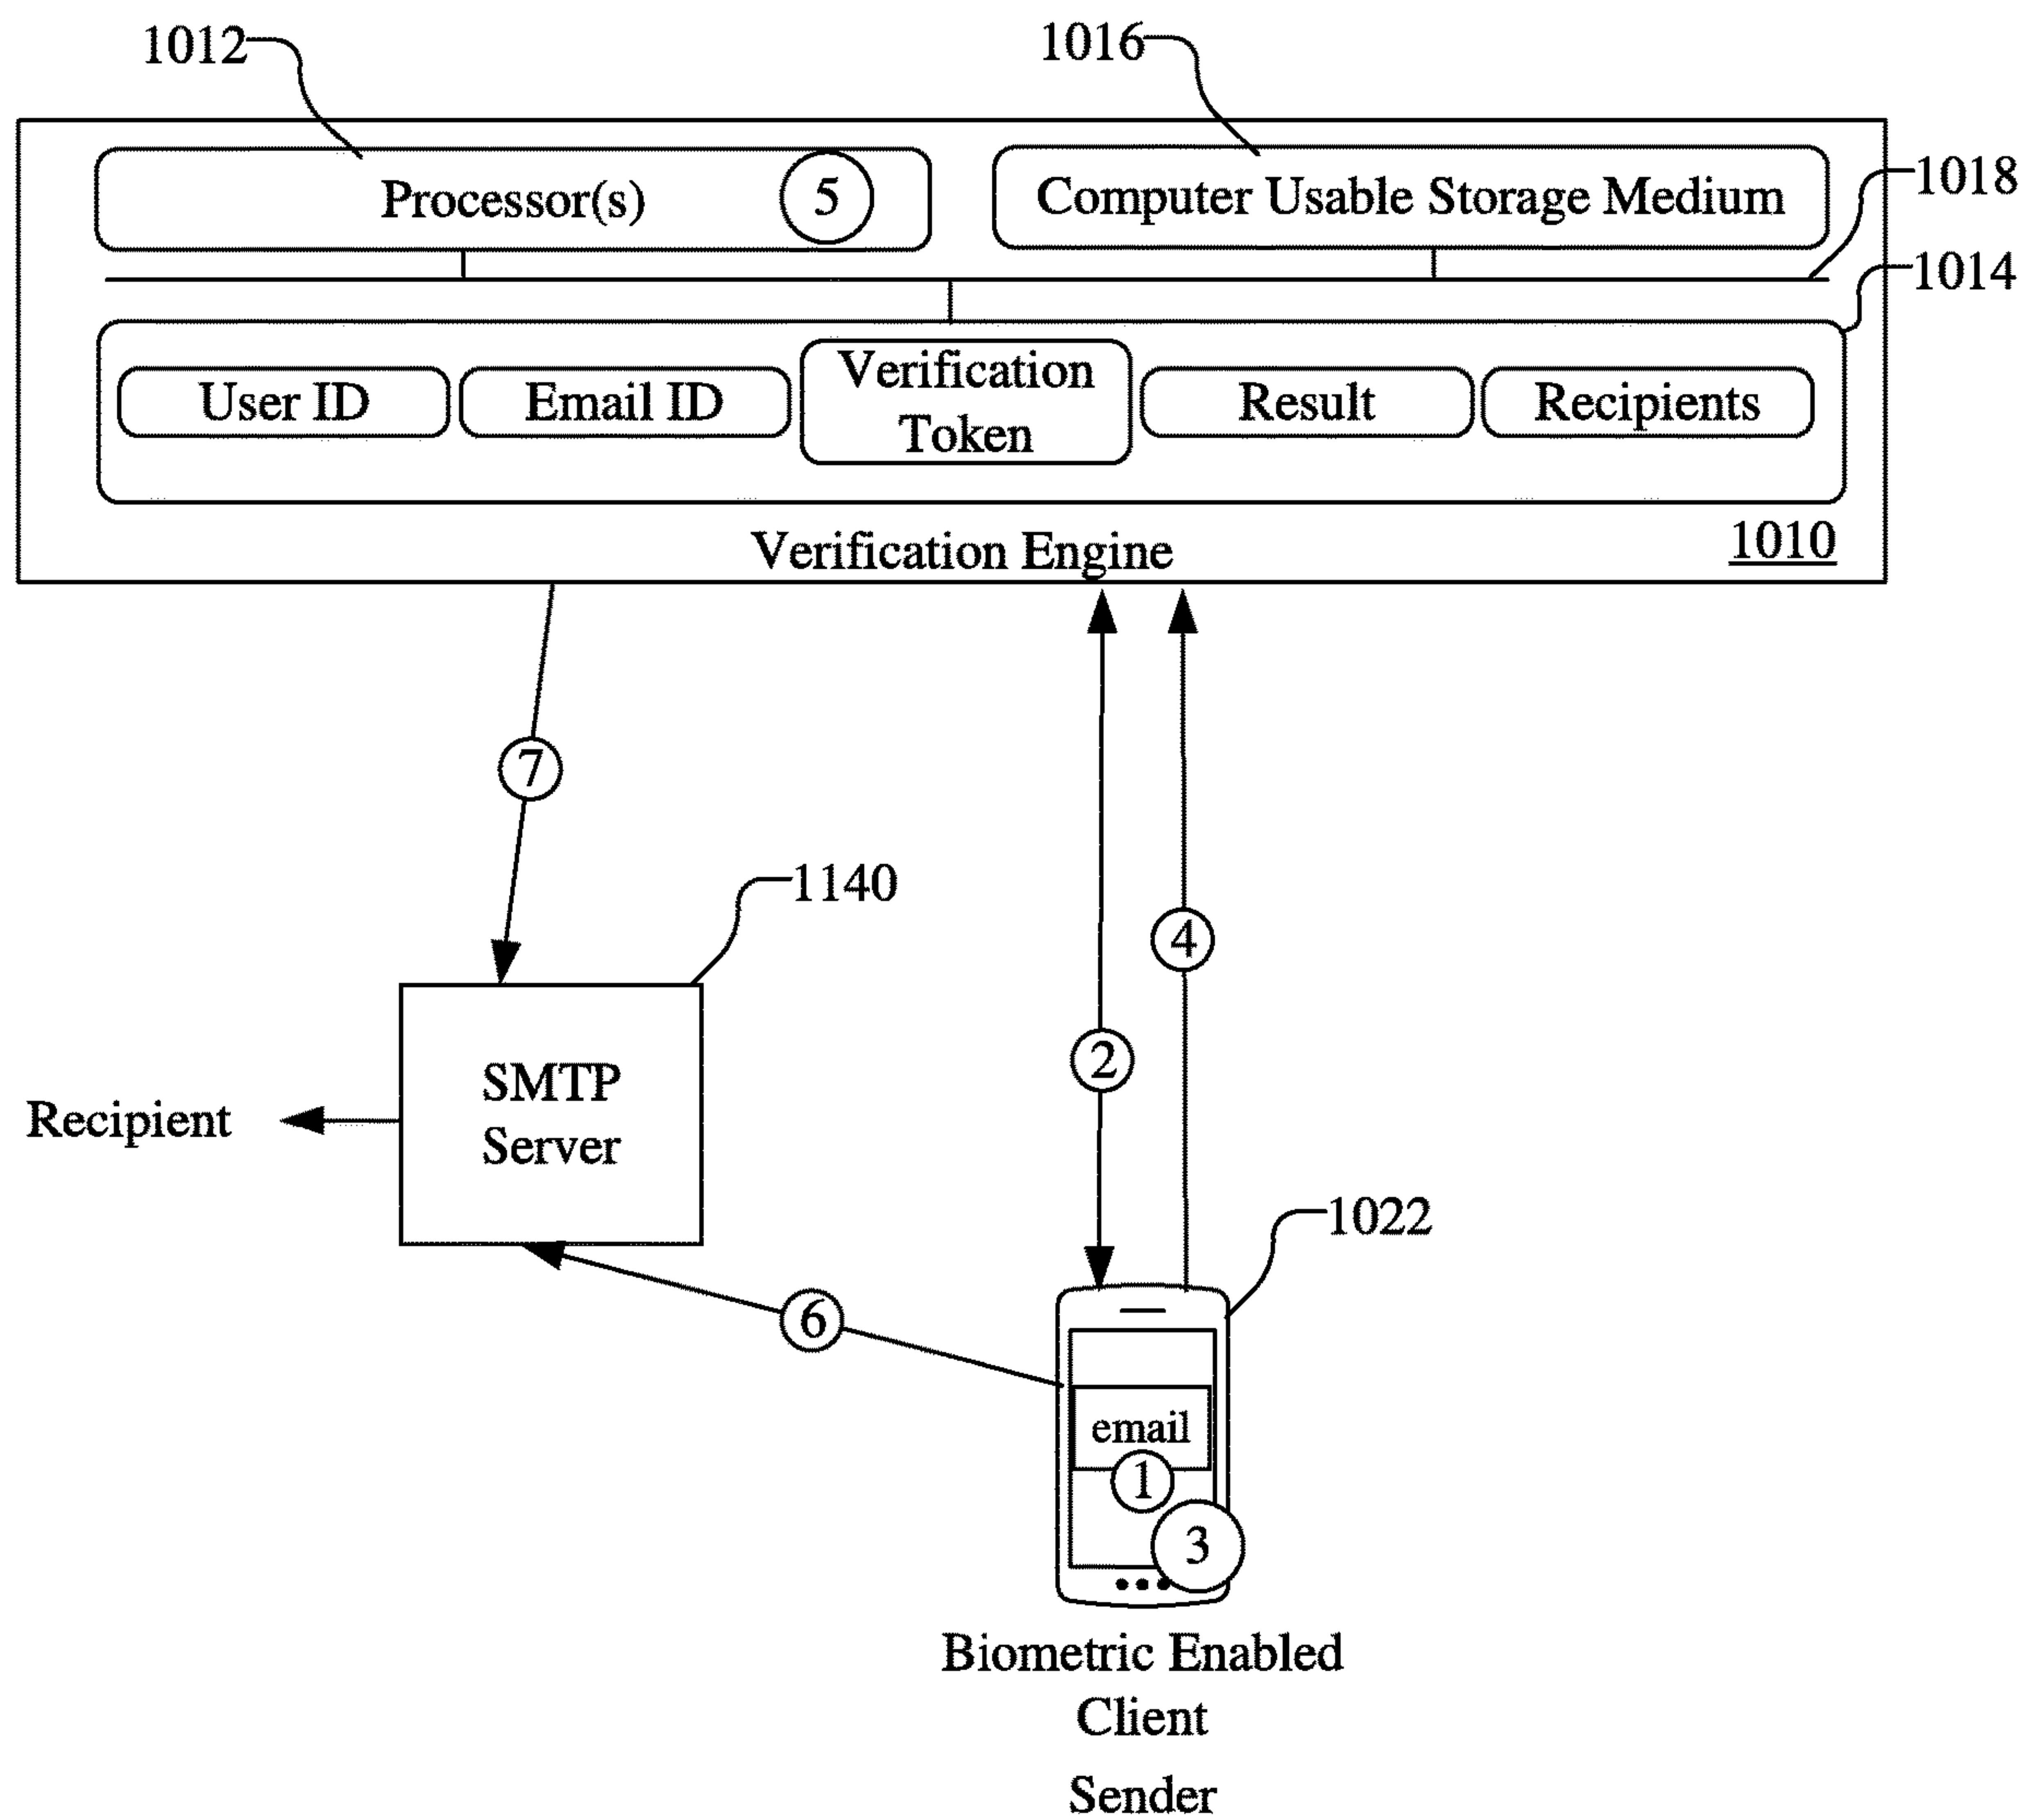 1012
1016
Processor(s)
5
Computer Usable Storage Medium
1018
1014
User ID
Email ID
Verification
Token
Result
Recipients
Verification Engine
1010
7
1140
4
2
SMTP
Server
Recipient
1022
6
email
1
3
Biometric Enabled
Client
Sender